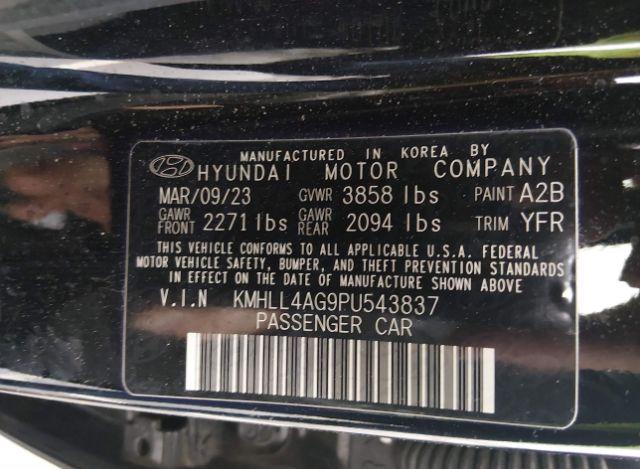 MANUFACTURED IN KOREA BY
HYUNDAI MOTOR COMPANY
MAR/09/23 GVWR 3858 lbs PAINT A2B
GAWR FRONT 2271 lbs GAWR REAR 2094 lbs TRIM YFR
THIS VEHICLE CONFORMS TO ALL APPLICABLE U.S.A. FEDERAL
MOTOR VEHICLE SAFETY, BUMPER, AND THEFT PREVENTION STANDARDS
IN EFFECT ON THE DATE OF MANUFACTURE SHOWN ABOVE.
V.I.N KMHLL4AG9PU543837
PASSENGER CAR